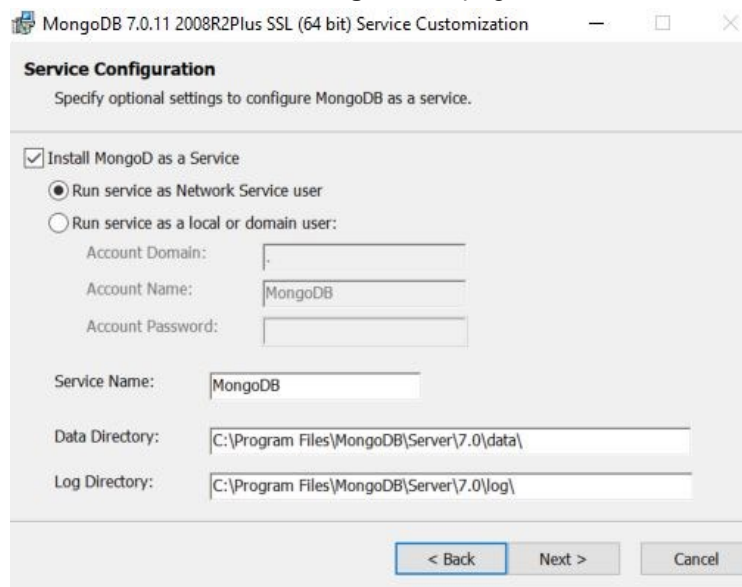 MongoDB 7.0.11 2008R2Plus SSL (64 bit) Service Customization
Service Configuration
Specify optional settings to configure MongoDB as a service.
Install MongoD as a Service
Run service as Network Service user
Run service as a local or domain user:
Account Domain: .
Account Name: MongoDB
Account Password:
Service Name: MongoDB
Data Directory: C:\Program Files\MongoDB\Server\7.0\data\
Log Directory: C:\Program Files\MongoDB\Server\7.0\log\
< Back Next > Cancel